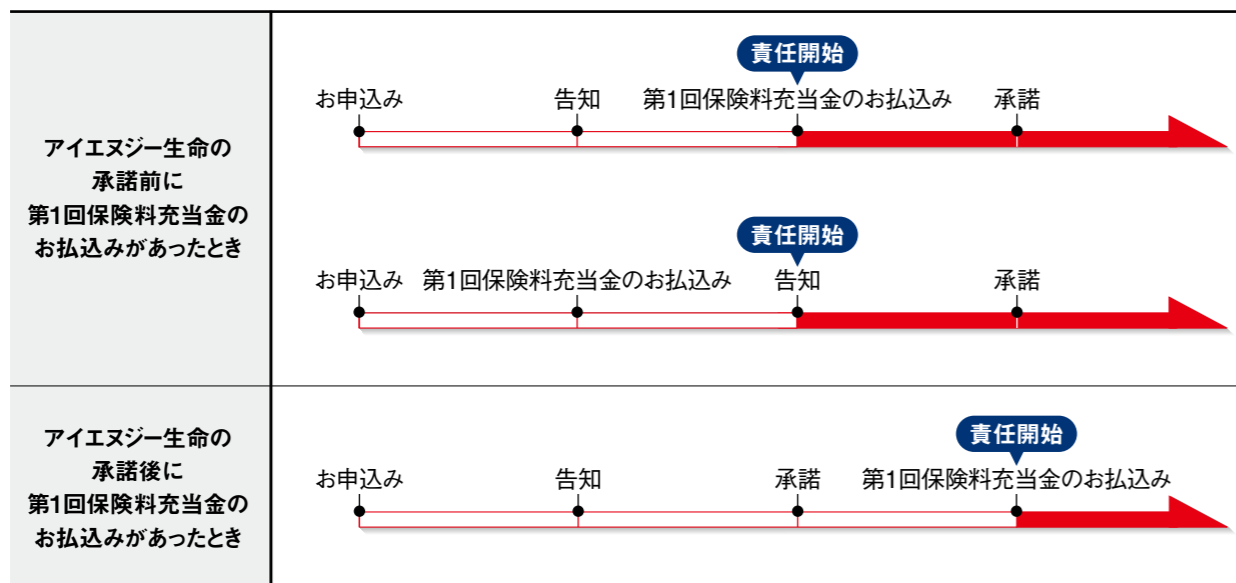 アイエヌジー生命の
承諾前に
第1回保険料充当金の
お払込みがあったとき
責任開始
お申込み 告知 第1回保険料充当金のお払込み 承諾
責任開始
お申込み 第1回保険料充当金のお払込み 告知 承諾
アイエヌジー生命の
承諾後に
第1回保険料充当金の
お払込みがあったとき
責任開始
お申込み 告知 承諾 第1回保険料充当金のお払込み